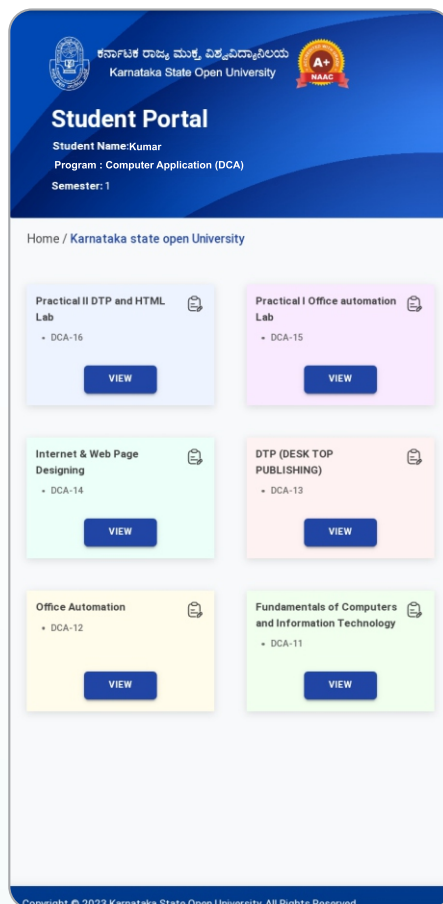 ಕರ್ನಾಟಕ ರಾಜ್ಯ ಮುಕ್ತ ವಿಶ್ವವಿದ್ಯಾನಿಲಯ
Karnataka State Open University
A+
NAAC
Student Portal
Student Name:Kumar
Program : Computer Application (DCA)
Semester: 1
Home / Karnataka state open University
Practical II DTP and HTML
Lab
• DCA-16
VIEW
Practical I Office automation
Lab
• DCA-15
VIEW
Internet & Web Page
Designing
• DCA-14
VIEW
DTP (DESK TOP
PUBLISHING)
• DCA-13
VIEW
Office Automation
• DCA-12
VIEW
Fundamentals of Computers
and Information Technology
• DCA-11
VIEW
Copyright © 2023 Karnataka State Open University. All Rights Reserved